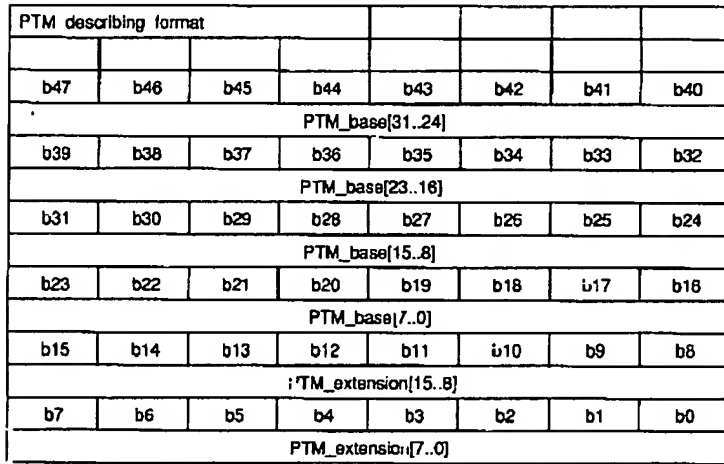 PTM describing format
b47 b46 b45 b44 b43 b42 b41 b40
PTM_base[31..24]
b39 b38 b37 b36 b35 b34 b33 b32
PTM_base[23..16]
b31 b30 b29 b28 b27 b26 b25 b24
PTM_base[15..8]
b23 b22 b21 b20 b19 b18 b17 b16
PTM_base[7..0]
b15 b14 b13 b12 b11 b10 b9 b8
PTM_extension[15..8]
b7 b6 b5 b4 b3 b2 b1 b0
PTM_extension[7..0]